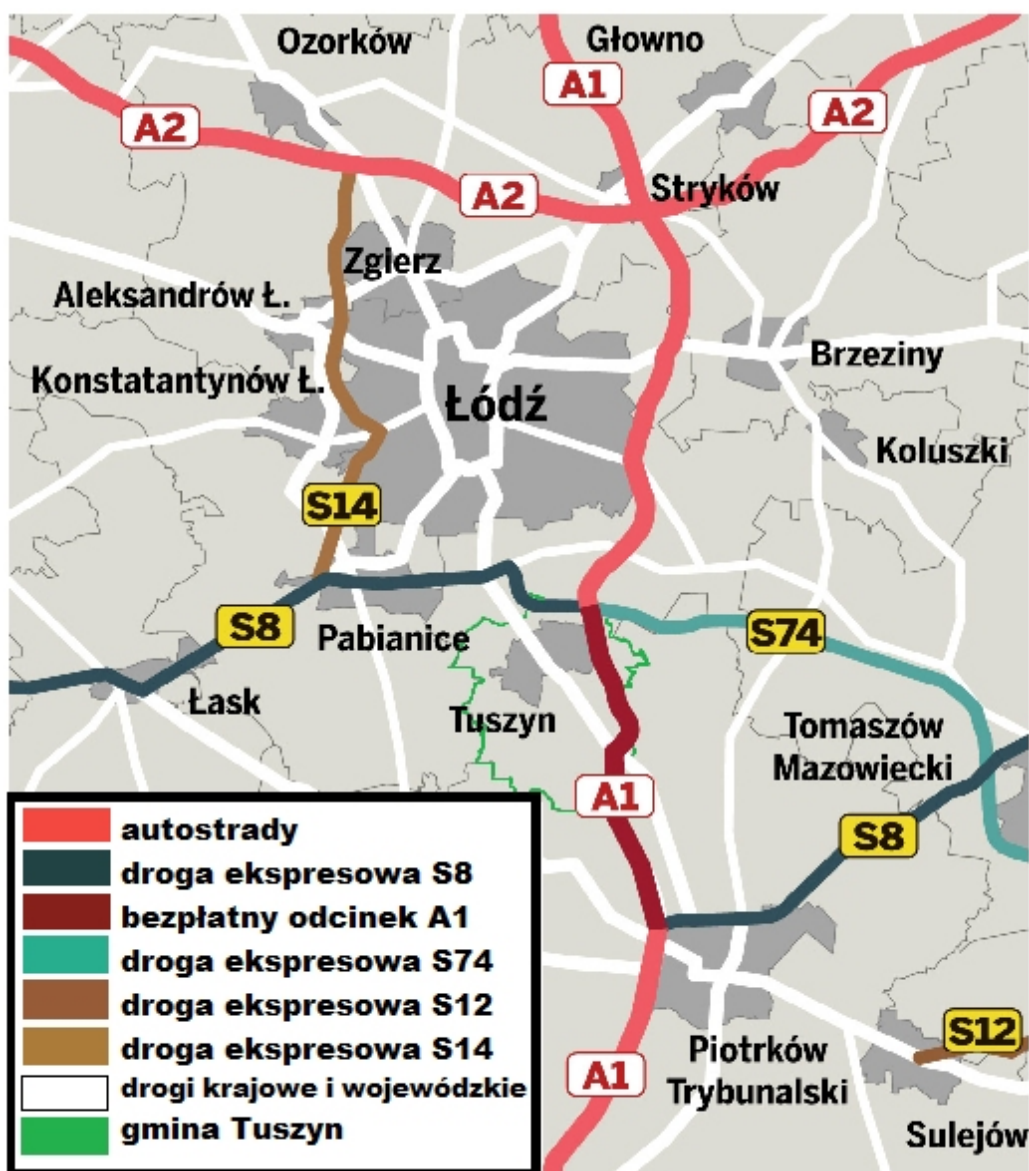 Ozorków
Głowno
A1
A2
A2
A2
Stryków
Zgierz
Aleksandrów Ł.
Brzeziny
Konstatantynów Ł.
Łódź
Koluszki
S14
S8
S74
Pabianice
Łask
Tuszyn
Tomaszów
Mazowiecki
A1
S8
autostrady
droga ekspresowa S8
bezpłatny odcinek A1
droga ekspresowa S74
droga ekspresowa S12
droga ekspresowa S14
drogi krajowe i wojewódzkie
gmina Tuszyn
S12
Piotrków
Trybunalski
A1
Sulejów